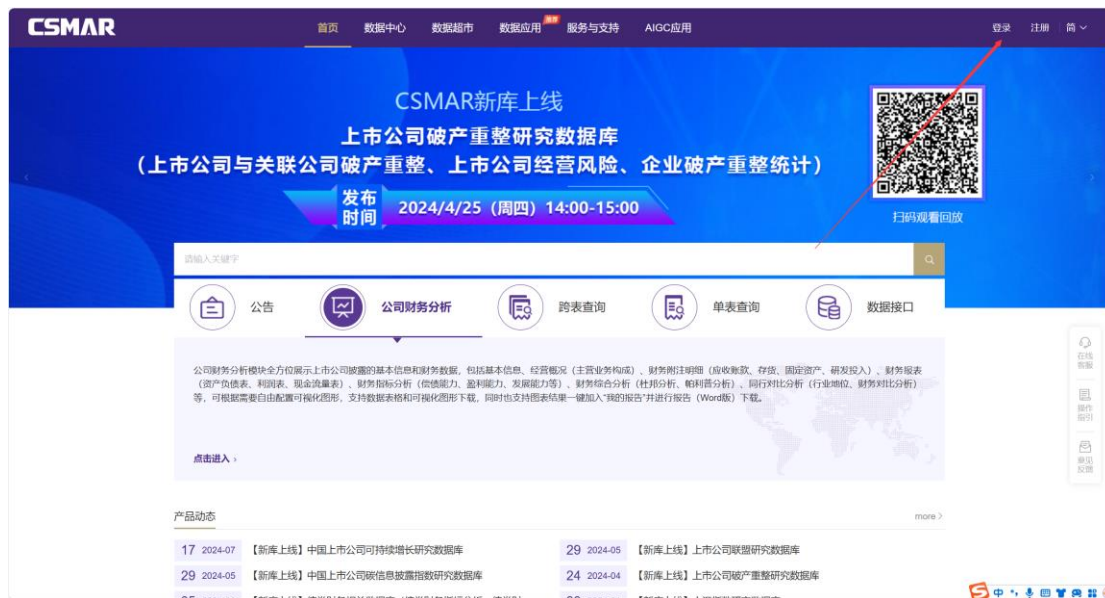 CSMAR 首页 数据中心 数据超市 数据应用 推荐 服务与支持 AIGC应用 登录 注册 简
CSMAR新库上线
上市公司破产重整研究数据库
（上市公司与关联公司破产重整、上市公司经营风险、企业破产重整统计）
发布时间 2024/4/25（周四）14:00-15:00
扫码观看回放
请输入关键字
公告 公司财务分析 跨表查询 单表查询 数据接口
公司财务分析模块全方位展示上市公司披露的基本信息和财务数据，包括基本信息、经营概况（主营业务构成）、财务附注明细（应收账款、存货、固定资产、研发投入）、财务报表
（资产负债表、利润表、现金流量表）、财务指标分析（偿债能力、盈利能力、发展能力等）、财务综合分析（杜邦分析、帕利普分析）、同行对比分析（行业地位、财务对比分析）
等，可根据需要自由配置可视化图形，支持数据表格和可视化图形下载，同时也支持图表结果一键加入“我的报告”并进行报告（Word版）下载。
点击进入 ›
在线
客服
操作
指引
意见
反馈
产品动态 more >
17 2024-07 【新库上线】中国上市公司可持续增长研究数据库 29 2024-05 【新库上线】上市公司联盟研究数据库
29 2024-05 【新库上线】中国上市公司碳信息披露指数研究数据库 24 2024-04 【新库上线】上市公司破产重整研究数据库
中